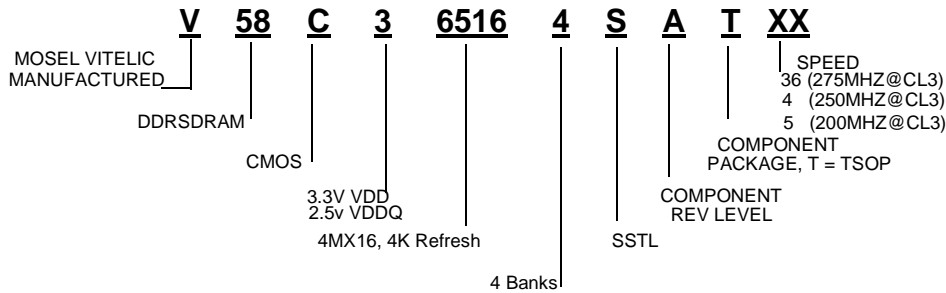 V 58 C 3 6516 4 S A T XX
MOSEL VITELIC
MANUFACTURED
SPEED
36 (275MHZ@CL3)
4 (250MHZ@CL3)
5 (200MHZ@CL3)
DDRSDRAM
COMPONENT
PACKAGE, T = TSOP
CMOS
3.3V VDD
2.5v VDDQ
COMPONENT
REV LEVEL
4MX16, 4K Refresh
SSTL
4 Banks